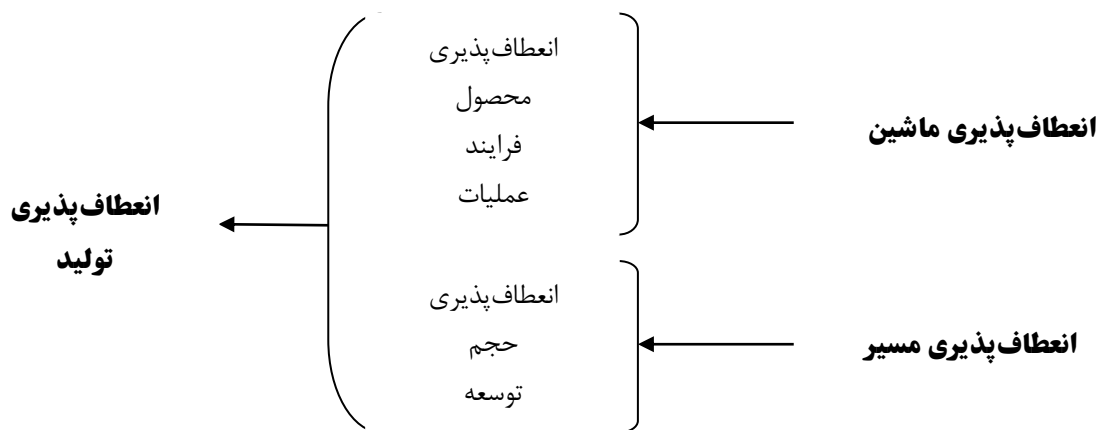 انعطاف‌پذیری ماشین
انعطاف‌پذیری
محصول
فرایند
عملیات
انعطاف‌پذیری مسیر
انعطاف‌پذیری
حجم
توسعه
انعطاف‌پذیری
تولید